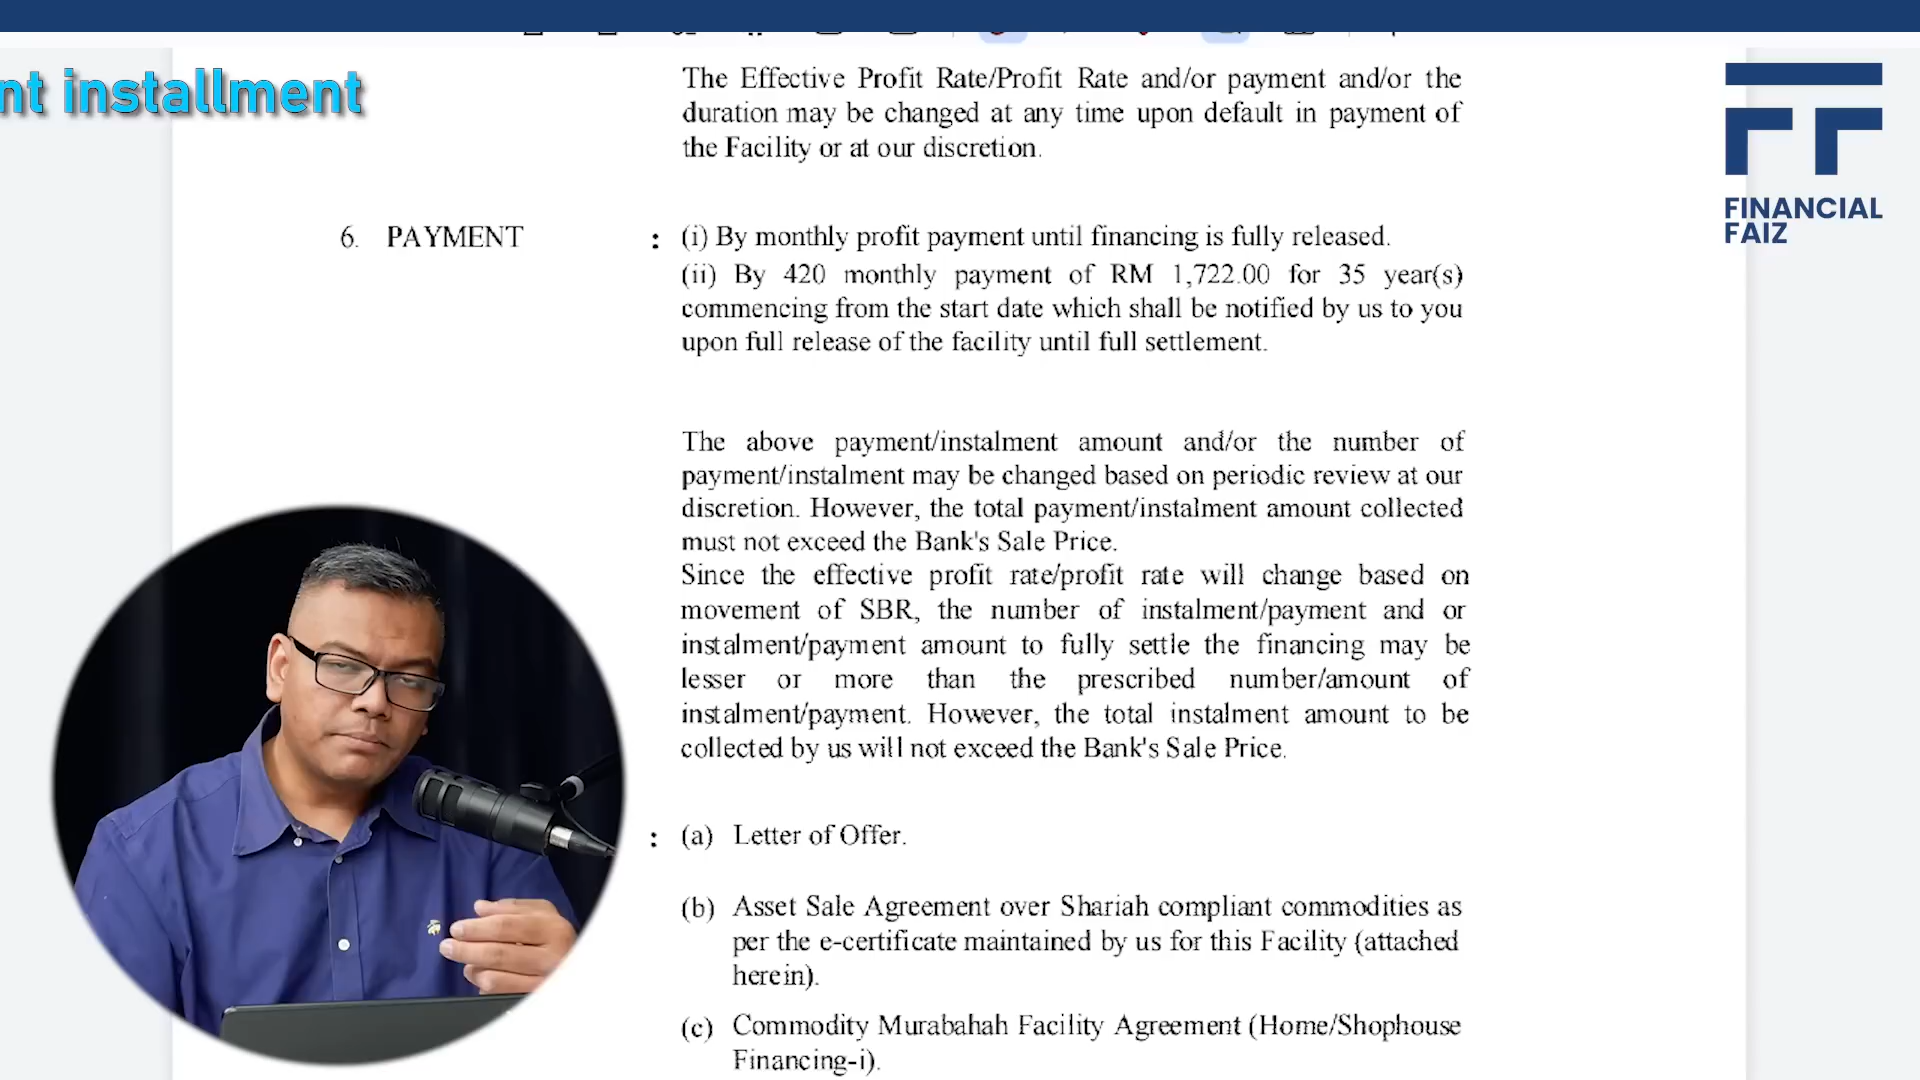 nt installment
The Effective Profit Rate/Profit Rate and/or payment and/or the
duration may be changed at any time upon default in payment of
the Facility or at our discretion.
FINANCIAL
FAIZ
6. PAYMENT : (i) By monthly profit payment until financing is fully released.
(ii) By 420 monthly payment of RM 1,722.00 for 35 year(s)
commencing from the start date which shall be notified by us to you
upon full release of the facility until full settlement.
The above payment/instalment amount and/or the number of
payment/instalment may be changed based on periodic review at our
discretion. However, the total payment/instalment amount collected
must not exceed the Bank's Sale Price.
Since the effective profit rate/profit rate will change based on
movement of SBR, the number of instalment/payment and or
instalment/payment amount to fully settle the financing may be
lesser or more than the prescribed number/amount of
instalment/payment. However, the total instalment amount to be
collected by us will not exceed the Bank's Sale Price.
: (a) Letter of Offer.
(b) Asset Sale Agreement over Shariah compliant commodities as
per the e-certificate maintained by us for this Facility (attached
herein).
(c) Commodity Murabahah Facility Agreement (Home/Shophouse
Financing-i).